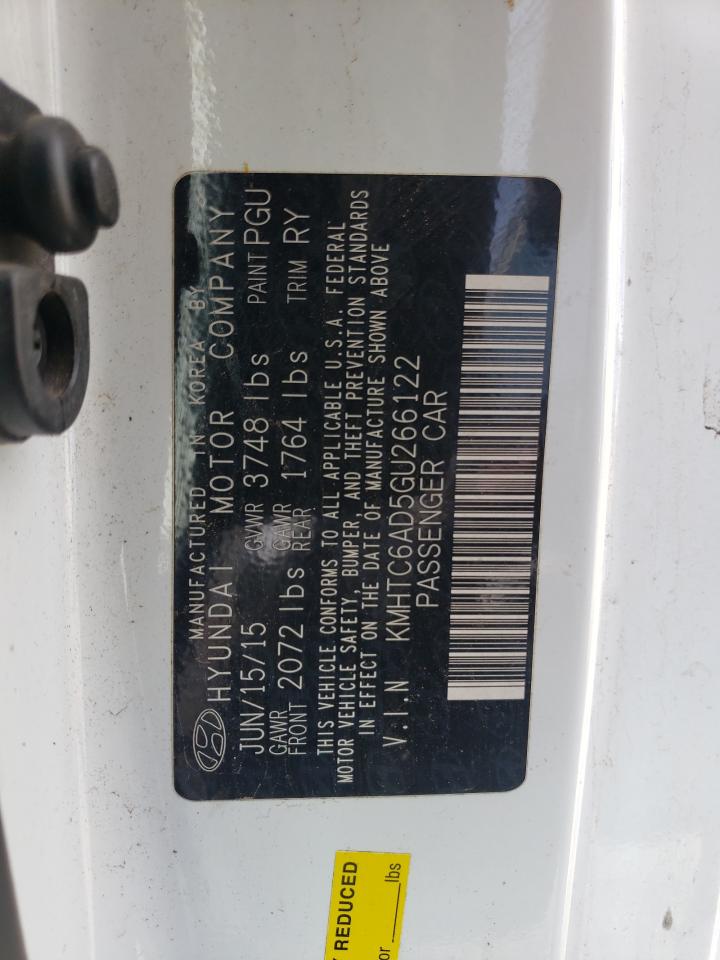 MANUFACTURED IN KOREA BY
HYUNDAI MOTOR COMPANY
JUN/15/15 GVWR 3748 lbs PAINT PGU
GAWR FRONT 2072 lbs GAWR REAR 1764 lbs TRIM RY
THIS VEHICLE CONFORMS TO ALL APPLICABLE U.S.A. FEDERAL
MOTOR VEHICLE SAFETY, BUMPER, AND THEFT PREVENTION STANDARDS
IN EFFECT ON THE DATE OF MANUFACTURE SHOWN ABOVE
V.I.N KMHTC6AD5GU266122
PASSENGER CAR
REDUCED
or ____lbs